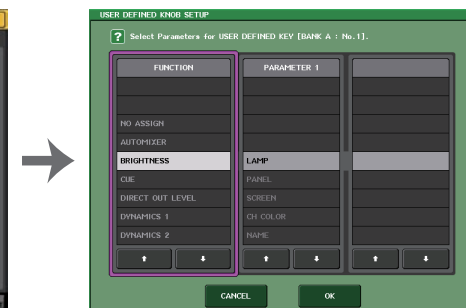 USER DEFINED KNOB SETUP
? Select Parameters for USER DEFINED KEY [BANK A : No.1].
FUNCTION PARAMETER 1
NO ASSIGN
AUTOMIXER
BRIGHTNESS LAMP
CUE PANEL
DIRECT OUT LEVEL SCREEN
DYNAMICS 1 CH COLOR
DYNAMICS 2 NAME
CANCEL OK